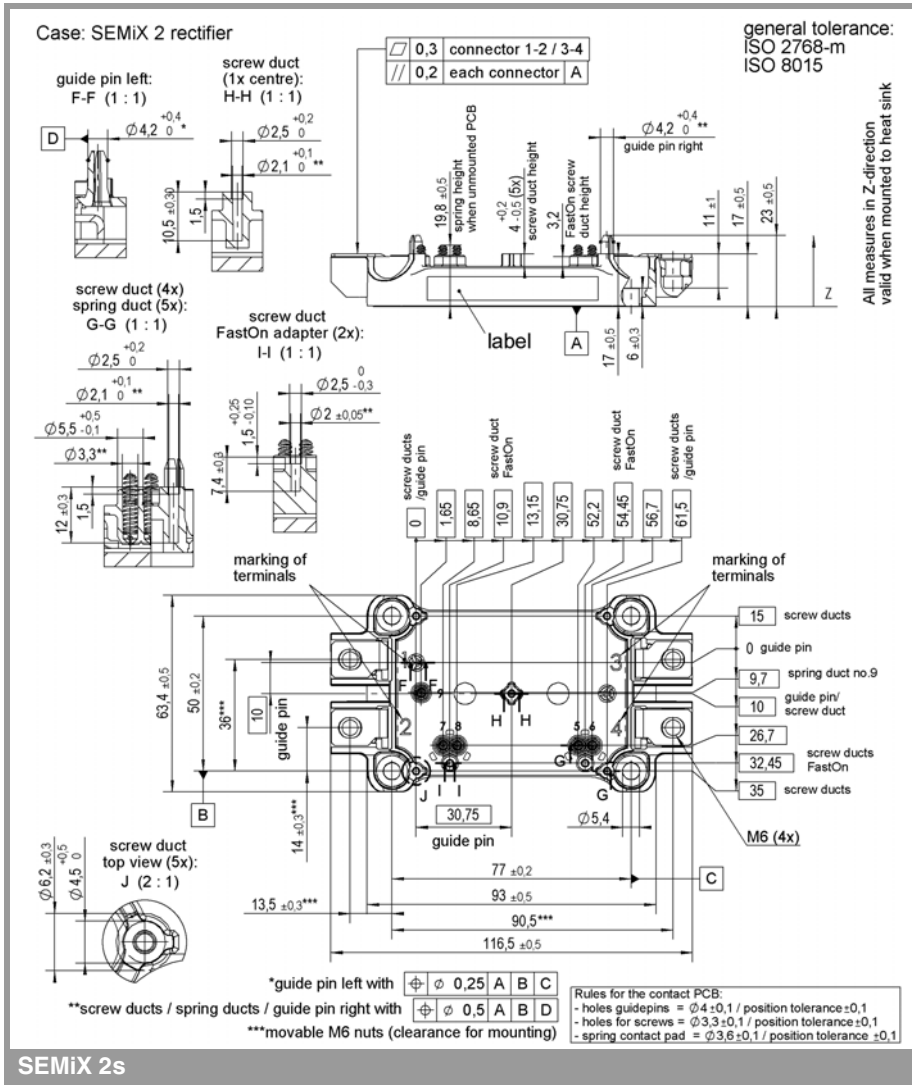 Case: SEMiX 2 rectifier
general tolerance:
ISO 2768-m
ISO 8015
0,3 connector 1-2 / 3-4
// 0,2 each connector A
guide pin left:
F-F (1 : 1)
screw duct
(1x centre):
H-H (1 : 1)
D
Ø4,2 +0,4 0 *
Ø2,5 +0,2 0
Ø2,1 +0,1 0 **
10,5 ±0,30
1,5
19,8 ±0,5
spring height
when unmounted PCB
+0,2
4 -0,5 (5x)
screw duct height
3,2
FastOn screw
duct height
Ø4,2 +0,4 0 **
guide pin right
11 ±1
17 ±0,5
23 ±0,5
All measures in Z-direction
valid when mounted to heat sink
Z
label
A
17 ±0,5
6 ±0,3
screw duct (4x)
spring duct (5x):
G-G (1 : 1)
Ø2,5 +0,2 0
Ø2,1 +0,1 0 **
Ø5,5 +0,5 -0,1
Ø3,3**
12 ±0,3
1,5
screw duct
FastOn adapter (2x):
I-I (1 : 1)
Ø2,5 0 -0,3
Ø2 ±0,05**
1,5 +0,25 -0,10
7,4 ±0,3
screw ducts
/guide pin
screw duct
FastOn
screw duct
FastOn
screw ducts
/guide pin
0
1,65
8,65
10,9
13,15
30,75
52,2
54,45
56,7
61,5
marking of
terminals
marking of
terminals
15 screw ducts
0 guide pin
9,7 spring duct no.9
10 guide pin/
screw duct
26,7
32,45 screw ducts
FastOn
35 screw ducts
63,4 ±0,5
50 ±0,2
36***
10
guide pin
1
3
F F
9
H H
2
7 8
5 6
4
G
J I I
G
B
14 ±0,3***
30,75
guide pin
Ø5,4
M6 (4x)
77 ±0,2
C
93 ±0,5
13,5 ±0,3***
90,5***
116,5 ±0,5
screw duct
top view (5x):
J (2 : 1)
Ø6,2 ±0,3
Ø4,5 +0,5 0
*guide pin left with ⌖ Ø 0,25 A B C
**screw ducts / spring ducts / guide pin right with ⌖ Ø 0,5 A B D
***movable M6 nuts (clearance for mounting)
Rules for the contact PCB:
- holes guidepins = Ø4±0,1 / position tolerance±0,1
- holes for screws = Ø3,3±0,1 / position tolerance±0,1
- spring contact pad = Ø3,6±0,1 / position tolerance ±0,1
SEMiX 2s